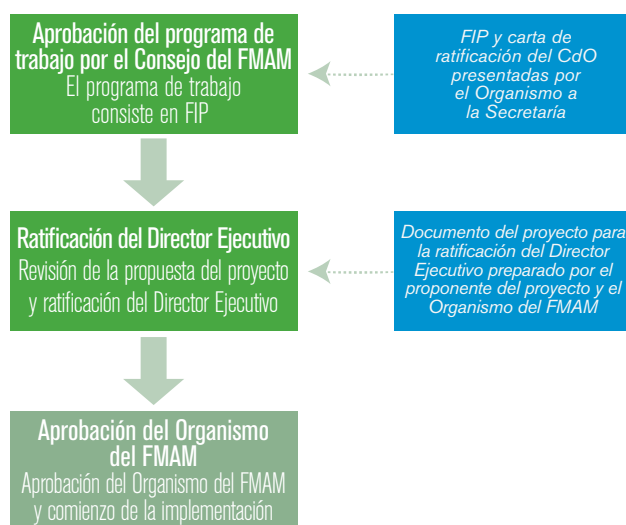 Aprobación del programa de
trabajo por el Consejo del FMAM
El programa de trabajo
consiste en FIP
FIP y carta de
ratificación del CdO
presentadas por
el Organismo a
la Secretaría
Ratificación del Director Ejecutivo
Revisión de la propuesta del proyecto
y ratificación del Director Ejecutivo
Documento del proyecto para
la ratificación del Director
Ejecutivo preparado por el
proponente del proyecto y el
Organismo del FMAM
Aprobación del Organismo
del FMAM
Aprobación del Organismo del FMAM
y comienzo de la implementación